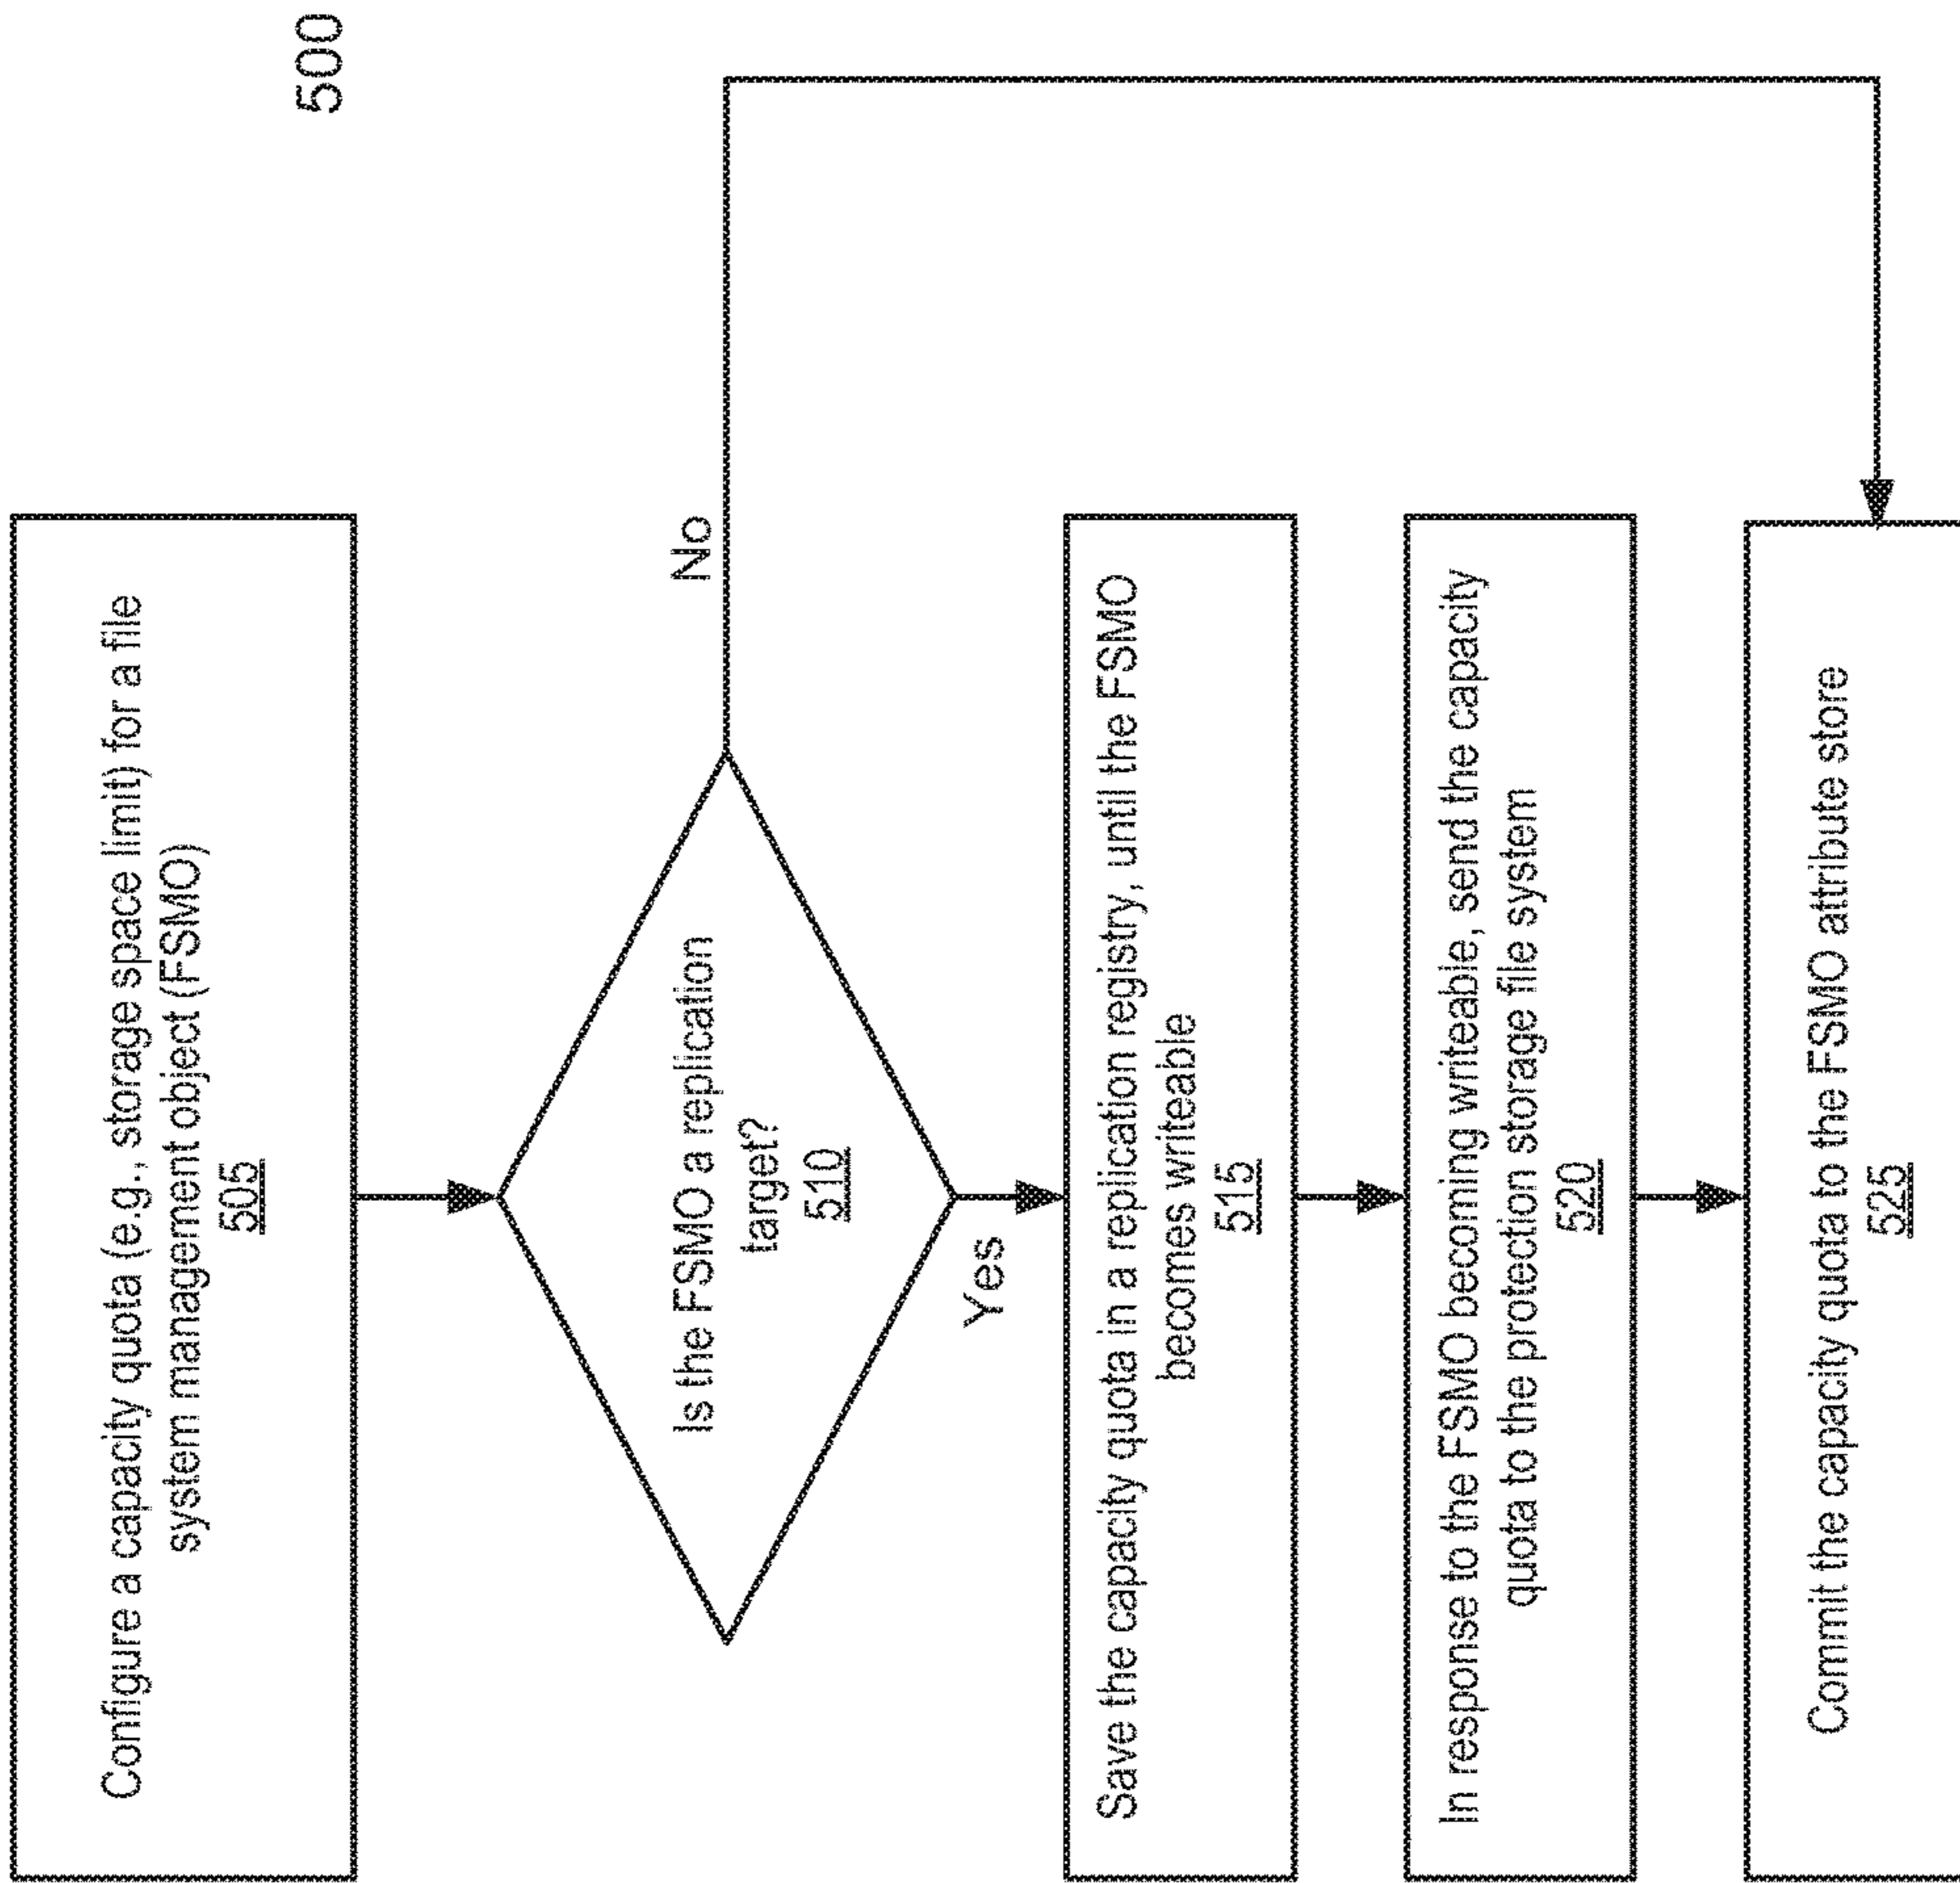 500
Configure a capacity quota (e.g., storage space limit) for a file
system management object (FSMO)
505
Is the FSMO a replication
target?
510
No
Yes
Save the capacity quota in a replication registry, until the FSMO
becomes writeable
515
In response to the FSMO becoming writeable, send the capacity
quota to the protection storage file system
520
Commit the capacity quota to the FSMO attribute store
525